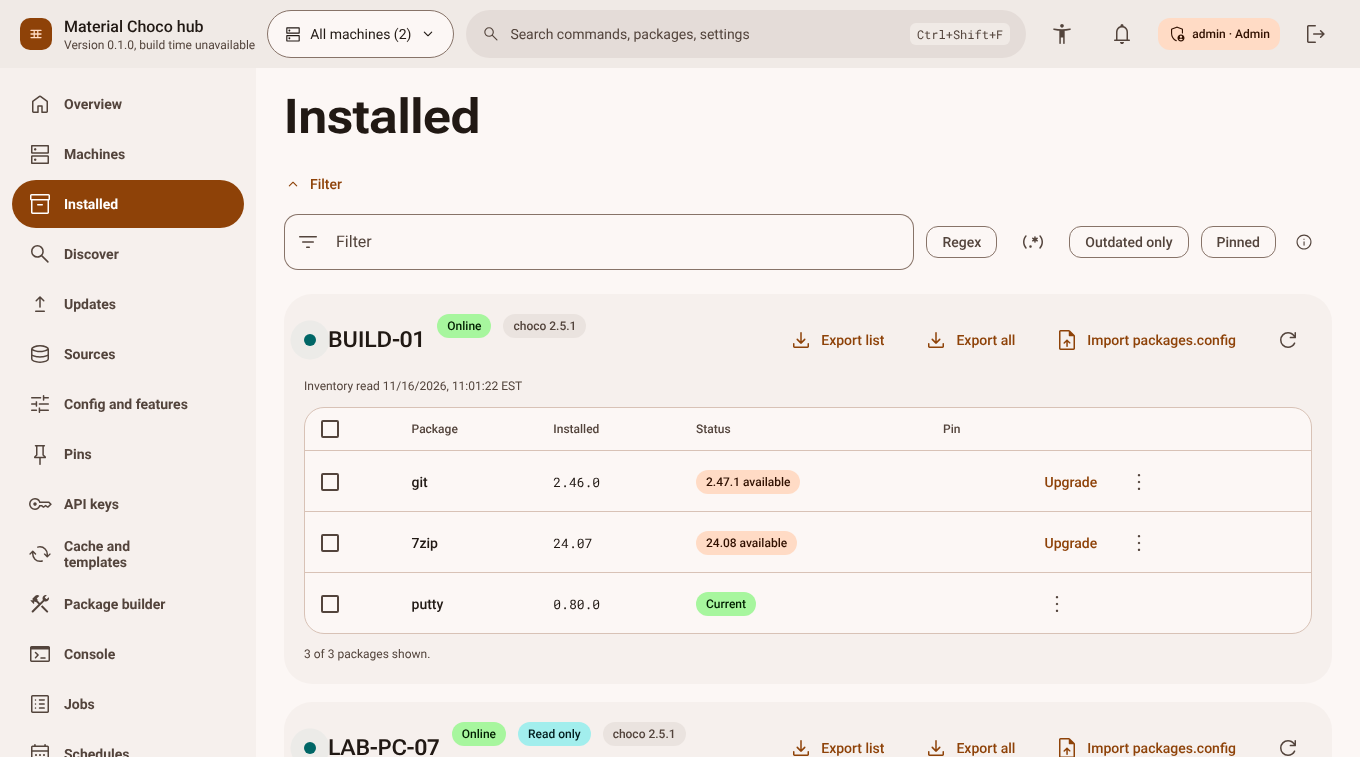 Material Choco hub
Version 0.1.0, build time unavailable
All machines (2)
Search commands, packages, settings
Ctrl+Shift+F
admin · Admin
Overview
Machines
Installed
Discover
Updates
Sources
Config and features
Pins
API keys
Cache and
templates
Package builder
Console
Jobs
Schedules
Installed
Filter
Filter
Regex
(.*)
Outdated only
Pinned
BUILD-01
Online
choco 2.5.1
Export list
Export all
Import packages.config
Inventory read 11/16/2026, 11:01:22 EST
Package Installed Status Pin
git 2.46.0 2.47.1 available Upgrade
7zip 24.07 24.08 available Upgrade
putty 0.80.0 Current
3 of 3 packages shown.
LAB-PC-07
Online
Read only
choco 2.5.1
Export list
Export all
Import packages.config